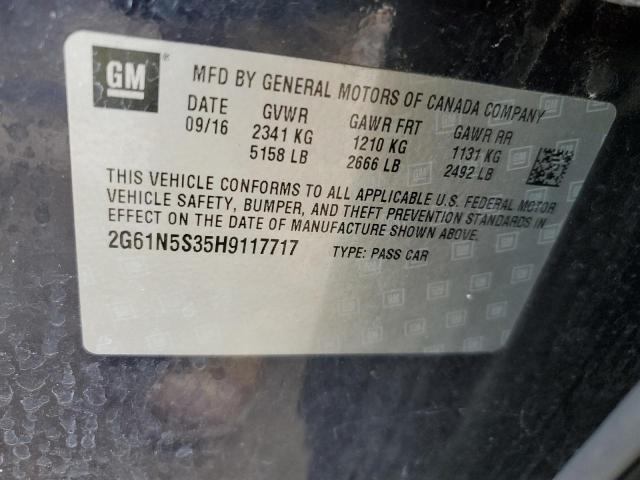 GM ®
MFD BY GENERAL MOTORS OF CANADA COMPANY
DATE GVWR GAWR FRT GAWR RR
09/16 2341 KG 1210 KG 1131 KG
5158 LB 2666 LB 2492 LB
THIS VEHICLE CONFORMS TO ALL APPLICABLE U.S. FEDERAL MOTOR
VEHICLE SAFETY, BUMPER, AND THEFT PREVENTION STANDARDS IN
EFFECT ON THE DATE OF MANUFACTURE SHOWN ABOVE.
2G61N5S35H9117717 TYPE: PASS CAR